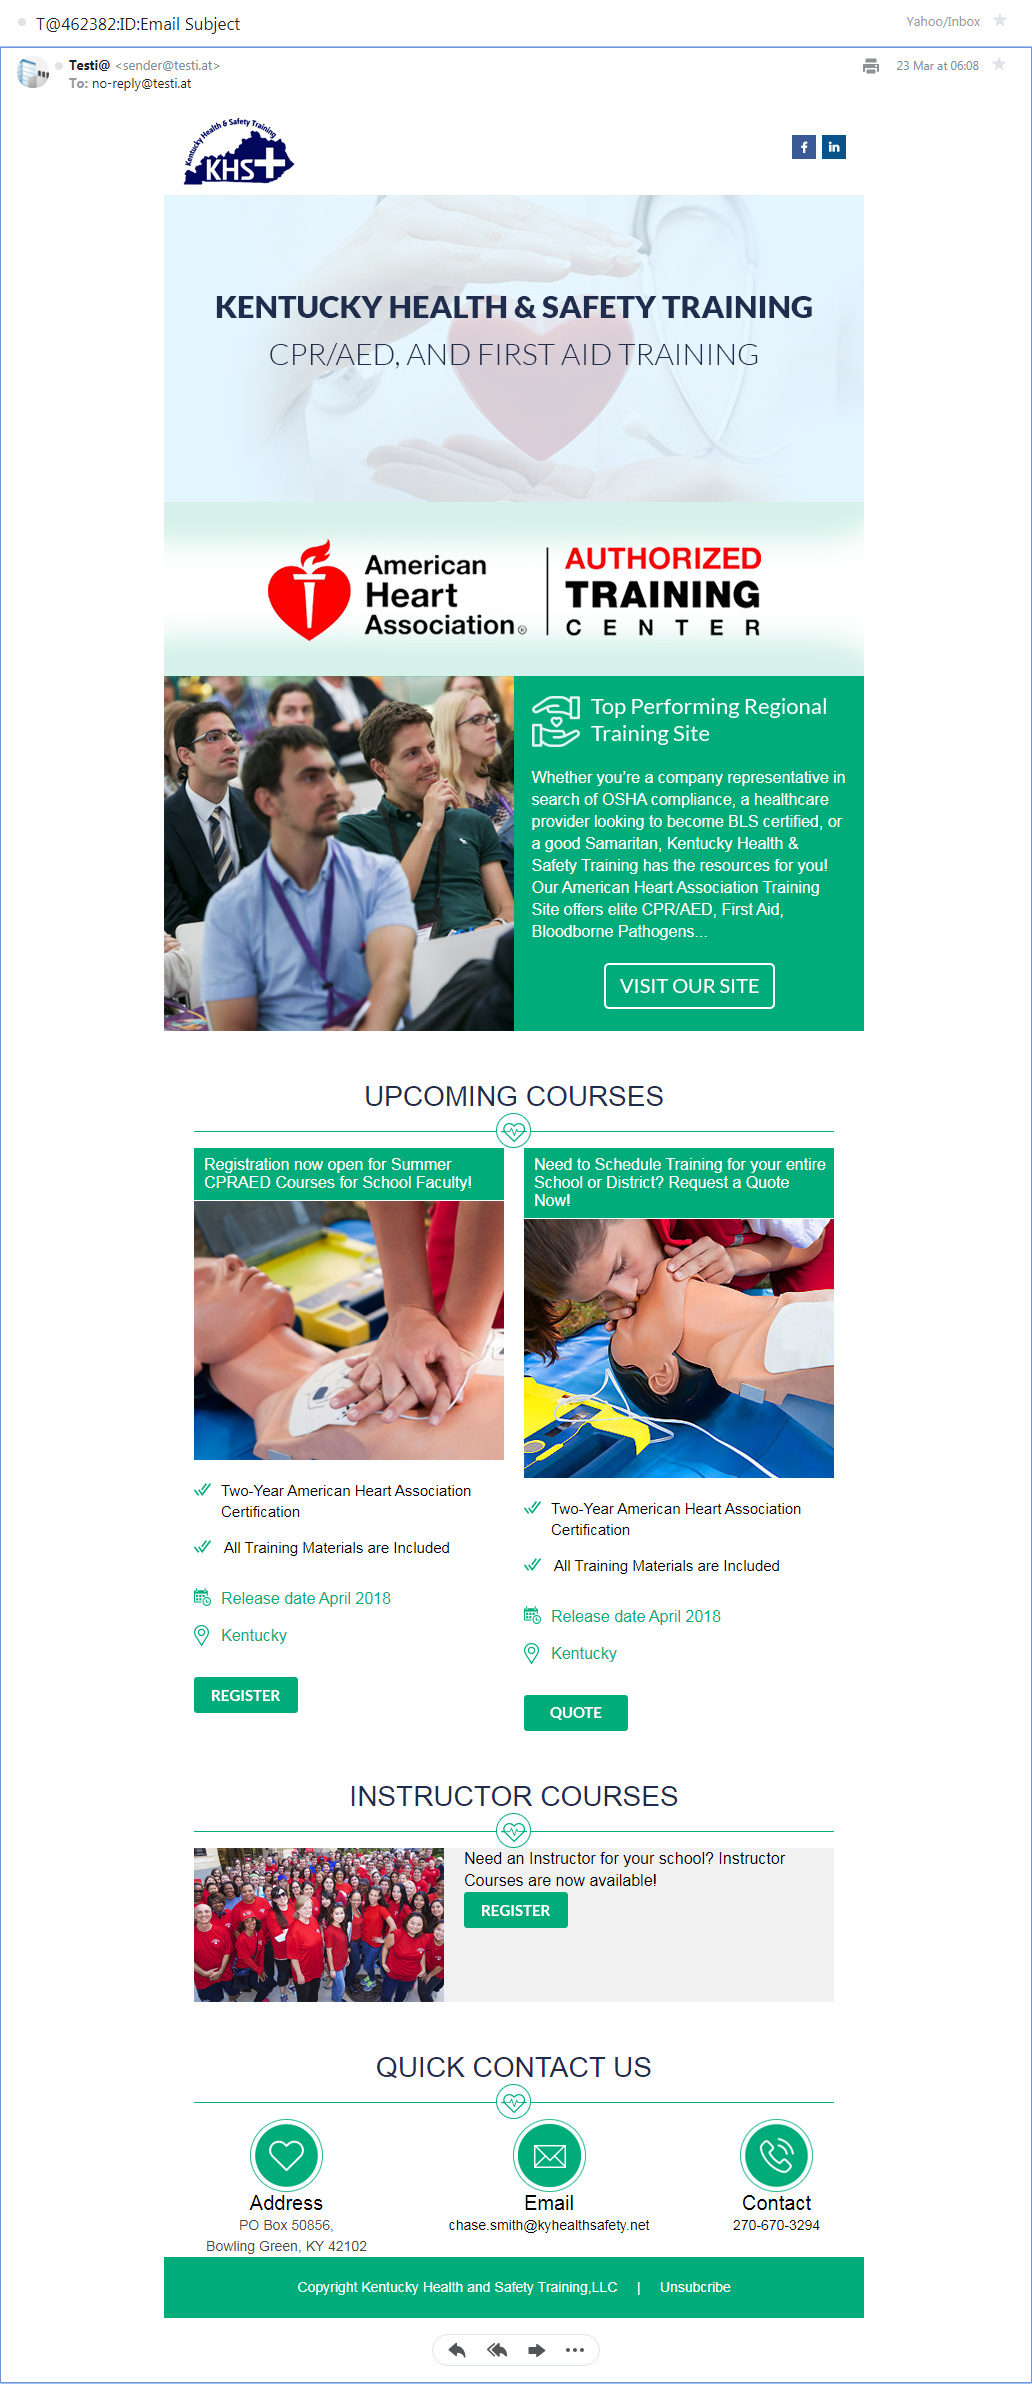 T@462382:ID:Email Subject
Yahoo/Inbox
Testi@ <sender@testi.at>
23 Mar at 06:08
To: no-reply@testi.at
Kentucky Health & Safety Training
KHS
f
in
KENTUCKY HEALTH & SAFETY TRAINING
CPR/AED, AND FIRST AID TRAINING
American
Heart
Association®
AUTHORIZED
TRAINING
CENTER
Top Performing Regional
Training Site
Whether you're a company representative in
search of OSHA compliance, a healthcare
provider looking to become BLS certified, or
a good Samaritan, Kentucky Health &
Safety Training has the resources for you!
Our American Heart Association Training
Site offers elite CPR/AED, First Aid,
Bloodborne Pathogens...
VISIT OUR SITE
UPCOMING COURSES
Registration now open for Summer
CPRAED Courses for School Faculty!
Two-Year American Heart Association
Certification
All Training Materials are Included
Release date April 2018
Kentucky
REGISTER
Need to Schedule Training for your entire
School or District? Request a Quote
Now!
Two-Year American Heart Association
Certification
All Training Materials are Included
Release date April 2018
Kentucky
QUOTE
INSTRUCTOR COURSES
Need an Instructor for your school? Instructor
Courses are now available!
REGISTER
QUICK CONTACT US
Address
PO Box 50856,
Bowling Green, KY 42102
Email
chase.smith@kyhealthsafety.net
Contact
270-670-3294
Copyright Kentucky Health and Safety Training,LLC | Unsubcribe